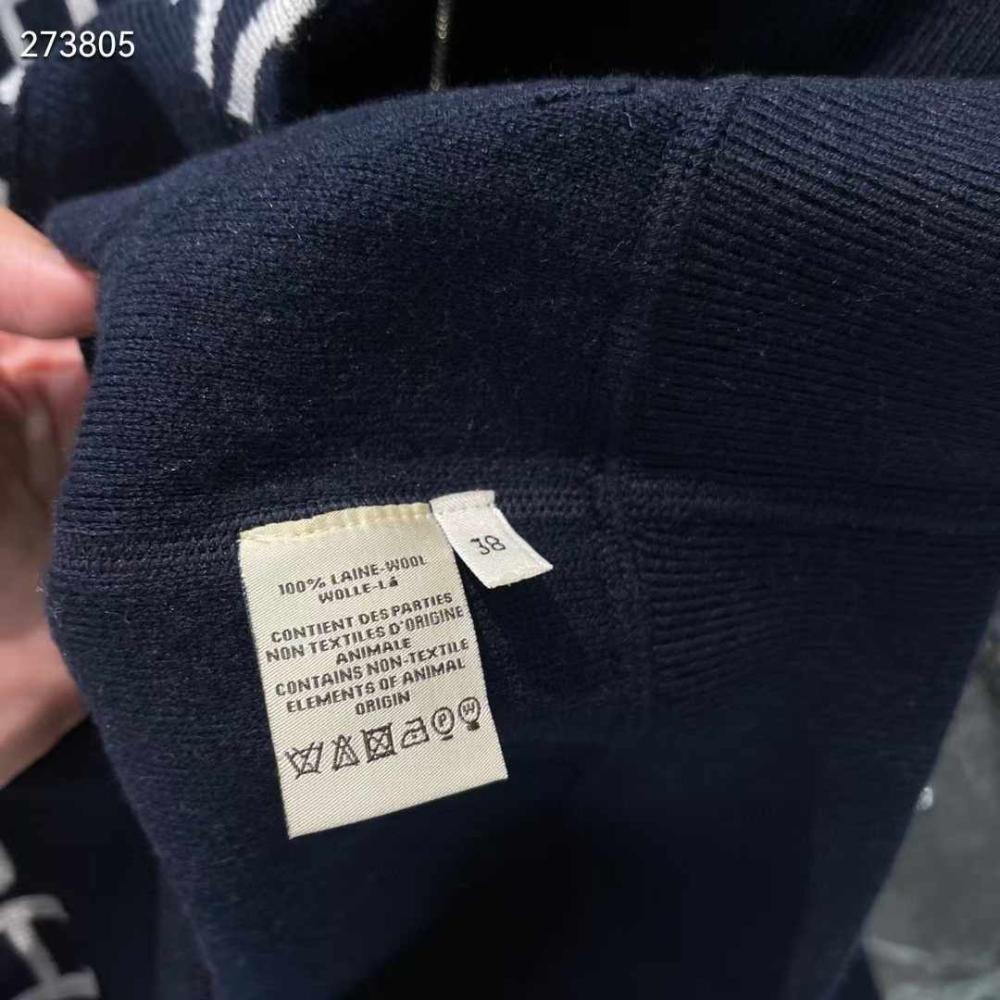 273805
38
100% LAINE-WOOL
WOLLE-Lá
CONTIENT DES PARTIES
NON TEXTILES D'ORIGINE
ANIMALE
CONTAINS NON-TEXTILE
ELEMENTS OF ANIMAL
ORIGIN
P
W